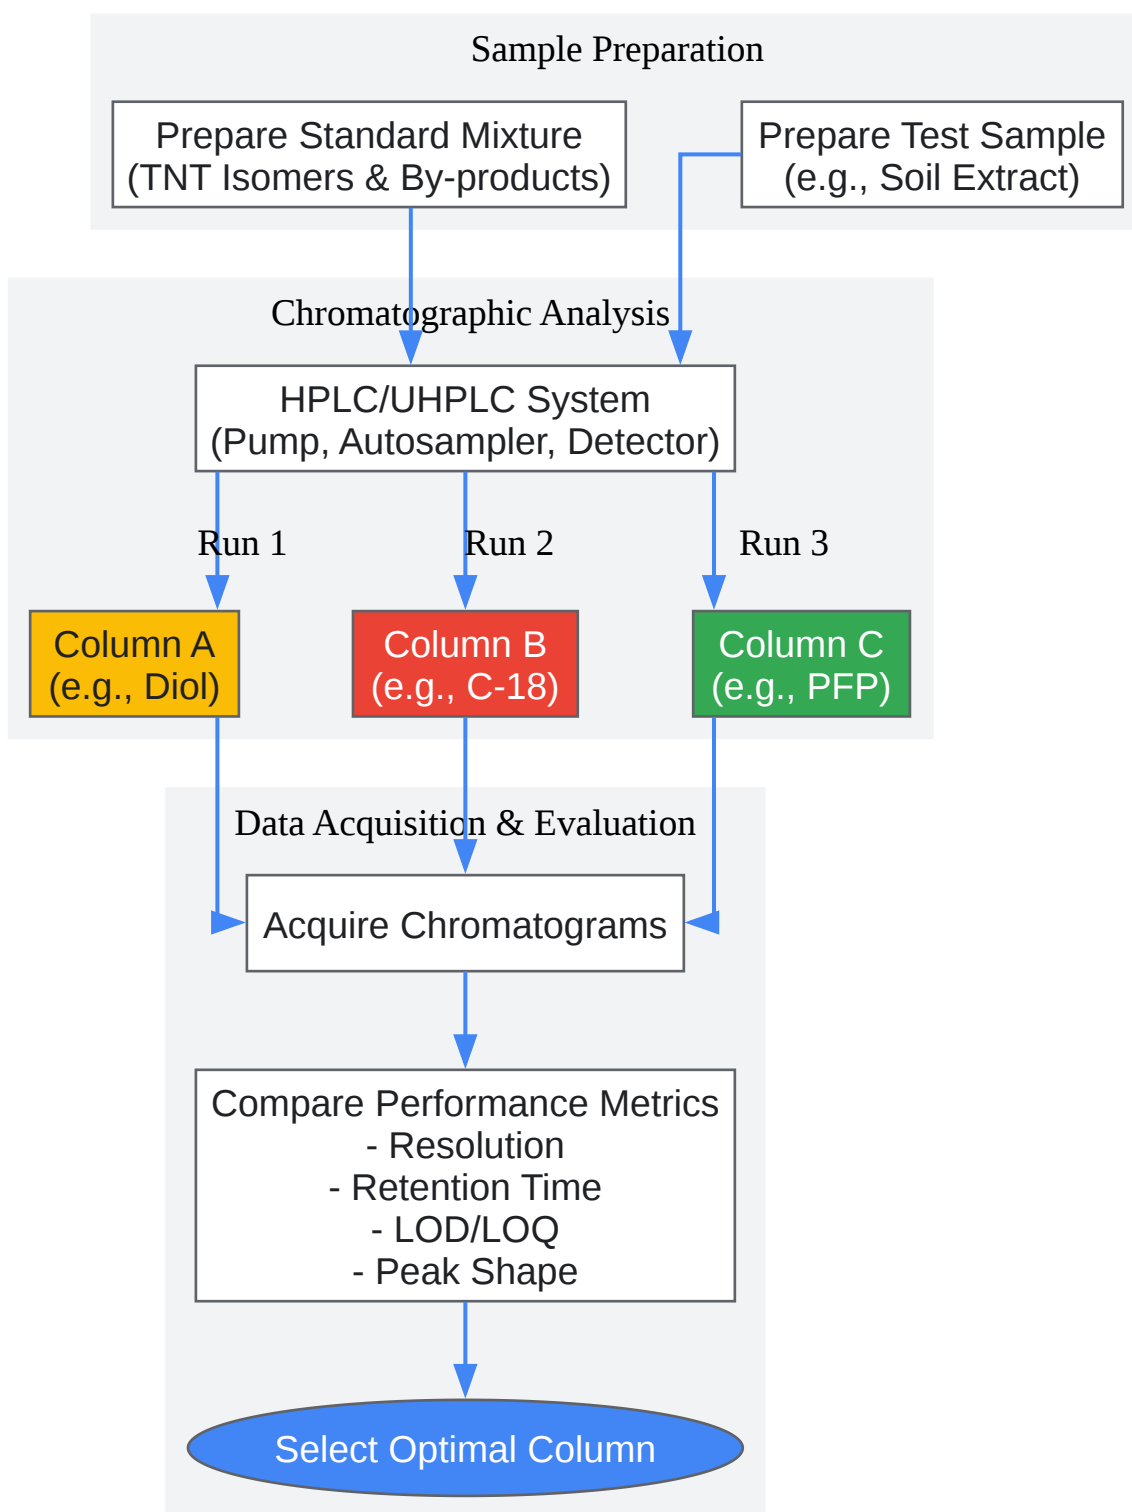 Sample Preparation
Prepare Standard Mixture
(TNT Isomers & By-products)
Prepare Test Sample
(e.g., Soil Extract)
Chromatographic Analysis
HPLC/UHPLC System
(Pump, Autosampler, Detector)
Run 1
Run 2
Run 3
Column A
(e.g., Diol)
Column B
(e.g., C-18)
Column C
(e.g., PFP)
Data Acquisition & Evaluation
Acquire Chromatograms
Compare Performance Metrics
- Resolution
- Retention Time
- LOD/LOQ
- Peak Shape
Select Optimal Column